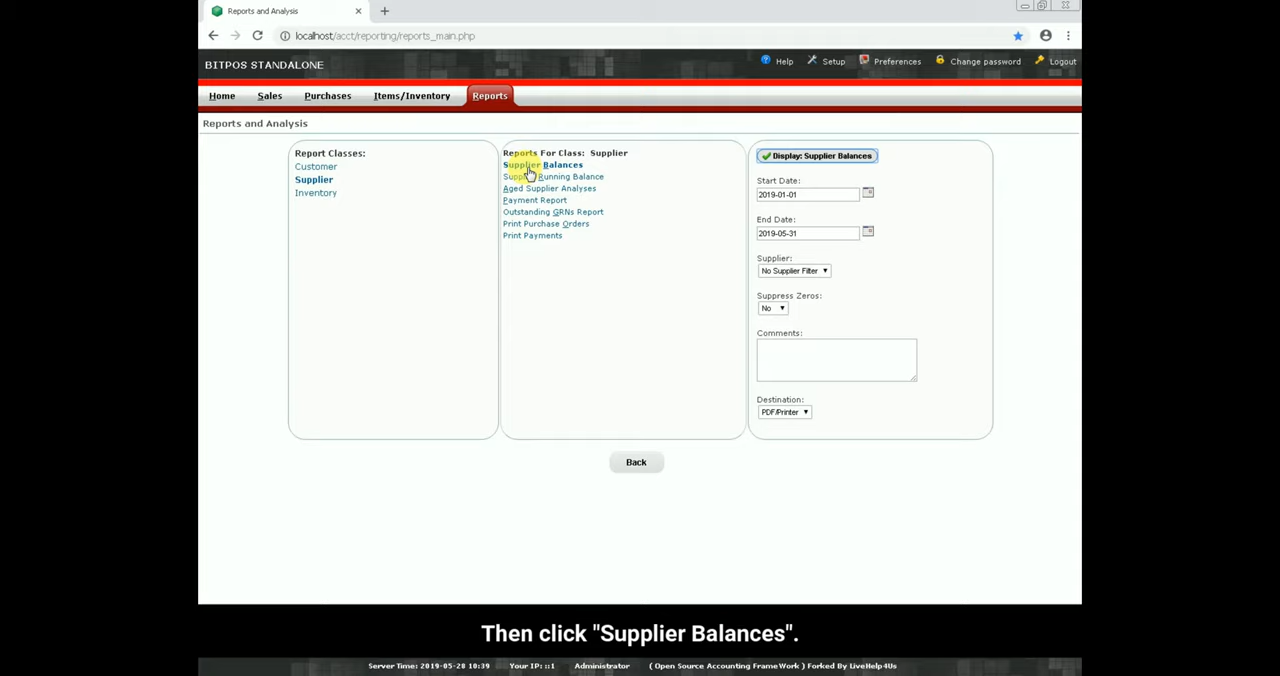 Reports and Analysis
localhost/acct/reporting/reports_main.php
BITPOS STANDALONE
Help
Setup
Preferences
Change password
Logout
Home
Sales
Purchases
Items/Inventory
Reports
Reports and Analysis
Report Classes:
Customer
Supplier
Inventory
Reports For Class: Supplier
Supplier Balances
Supplier Running Balance
Aged Supplier Analyses
Payment Report
Outstanding GRNs Report
Print Purchase Orders
Print Payments
Display: Supplier Balances
Start Date:
2019-01-01
End Date:
2019-05-31
Supplier:
No Supplier Filter
Suppress Zeros:
No
Comments:
Destination:
PDF/Printer
Back
Then click "Supplier Balances".
Server Time: 2019-05-28 10:39 Your IP: ::1 Administrator ( Open Source Accounting FrameWork ) Forked By LiveHelp4Us